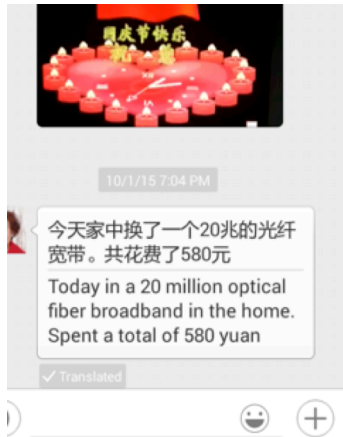 国庆节快乐
祝您
10/1/15 7:04 PM
今天家中换了一个20兆的光纤
宽带。共花费了580元
Today in a 20 million optical
fiber broadband in the home.
Spent a total of 580 yuan
✓ Translated